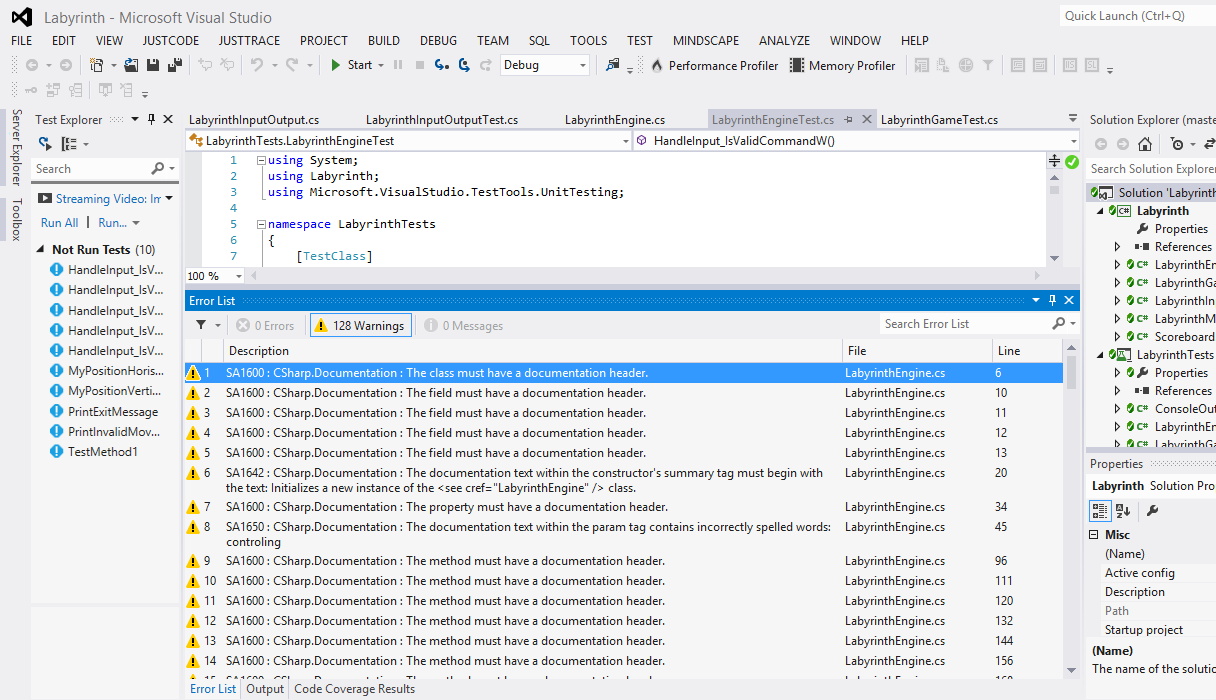 Labyrinth - Microsoft Visual Studio
Quick Launch (Ctrl+Q)
FILE EDIT VIEW JUSTCODE JUSTTRACE PROJECT BUILD DEBUG TEAM SQL TOOLS TEST MINDSCAPE ANALYZE WINDOW HELP
Start Debug Performance Profiler Memory Profiler
Server Explorer
Toolbox
Test Explorer
Search
Streaming Video: Ir
Run All | Run...
Not Run Tests (10)
HandleInput_IsV...
HandleInput_IsV...
HandleInput_IsV...
HandleInput_IsV...
HandleInput_IsV...
MyPositionHoris...
MyPositionVerti...
PrintExitMessage
PrintInvalidMov...
TestMethod1
LabyrinthInputOutput.cs LabyrinthInputOutputTest.cs LabyrinthEngine.cs LabyrinthEngineTest.cs LabyrinthGameTest.cs
LabyrinthTests.LabyrinthEngineTest HandleInput_IsValidCommandW()
1 using System;
2 using Labyrinth;
3 using Microsoft.VisualStudio.TestTools.UnitTesting;
4
5 namespace LabyrinthTests
6 {
7 [TestClass]
100 %
Error List
0 Errors 128 Warnings 0 Messages
Search Error List
Description File Line
1 SA1600 : CSharp.Documentation : The class must have a documentation header. LabyrinthEngine.cs 6
2 SA1600 : CSharp.Documentation : The field must have a documentation header. LabyrinthEngine.cs 10
3 SA1600 : CSharp.Documentation : The field must have a documentation header. LabyrinthEngine.cs 11
4 SA1600 : CSharp.Documentation : The field must have a documentation header. LabyrinthEngine.cs 12
5 SA1600 : CSharp.Documentation : The field must have a documentation header. LabyrinthEngine.cs 13
6 SA1642 : CSharp.Documentation : The documentation text within the constructor's summary tag must begin with LabyrinthEngine.cs 20
the text: Initializes a new instance of the <see cref="LabyrinthEngine" /> class.
7 SA1600 : CSharp.Documentation : The property must have a documentation header. LabyrinthEngine.cs 34
8 SA1650 : CSharp.Documentation : The documentation text within the param tag contains incorrectly spelled words: LabyrinthEngine.cs 45
controling
9 SA1600 : CSharp.Documentation : The method must have a documentation header. LabyrinthEngine.cs 96
10 SA1600 : CSharp.Documentation : The method must have a documentation header. LabyrinthEngine.cs 111
11 SA1600 : CSharp.Documentation : The method must have a documentation header. LabyrinthEngine.cs 120
12 SA1600 : CSharp.Documentation : The method must have a documentation header. LabyrinthEngine.cs 132
13 SA1600 : CSharp.Documentation : The method must have a documentation header. LabyrinthEngine.cs 144
14 SA1600 : CSharp.Documentation : The method must have a documentation header. LabyrinthEngine.cs 156
Error List Output Code Coverage Results
Solution Explorer (maste
Search Solution Explorer
Solution 'Labyrinth
Labyrinth
Properties
References
LabyrinthEn
LabyrinthGa
LabyrinthIn
LabyrinthM
Scoreboard
LabyrinthTests
Properties
References
ConsoleOut
LabyrinthEn
LabyrinthGa
Properties
Labyrinth Solution Pro
Misc
(Name)
Active config
Description
Path
Startup project
(Name)
The name of the solutio